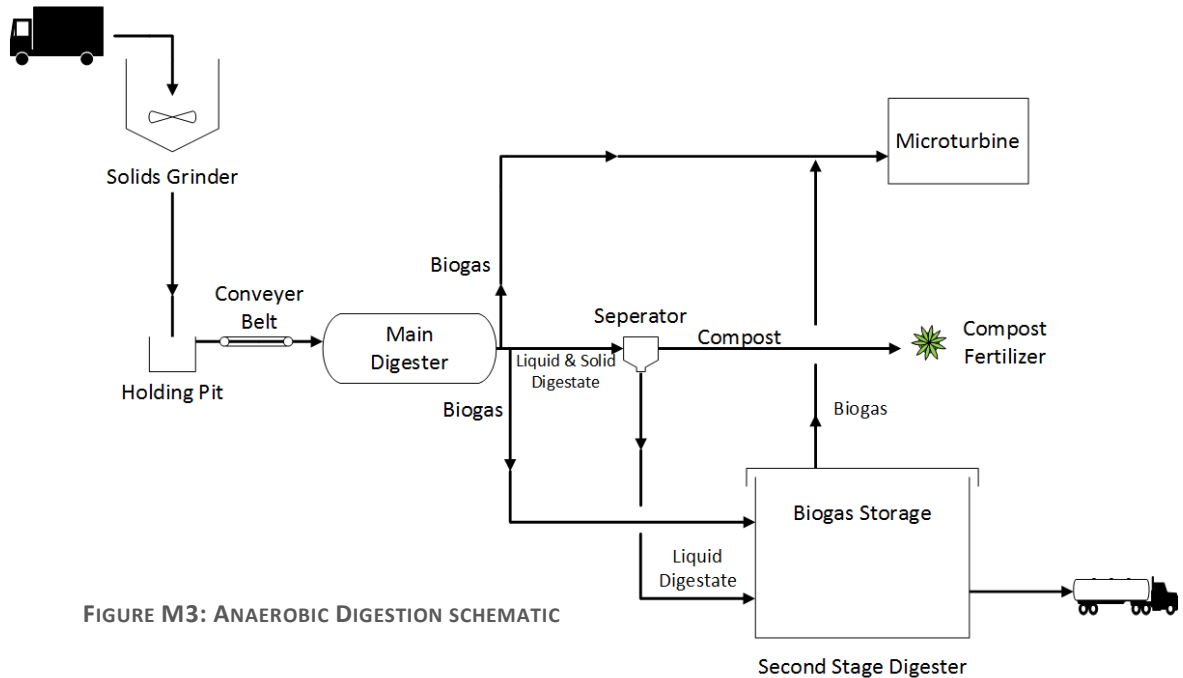 Solids Grinder
Microturbine
Biogas
Conveyer
Belt
Main
Digester
Holding Pit
Seperator
Liquid & Solid
Digestate
Compost
Compost
Fertilizer
Biogas
Biogas
Biogas Storage
Liquid
Digestate
Second Stage Digester
FIGURE M3: ANAEROBIC DIGESTION SCHEMATIC